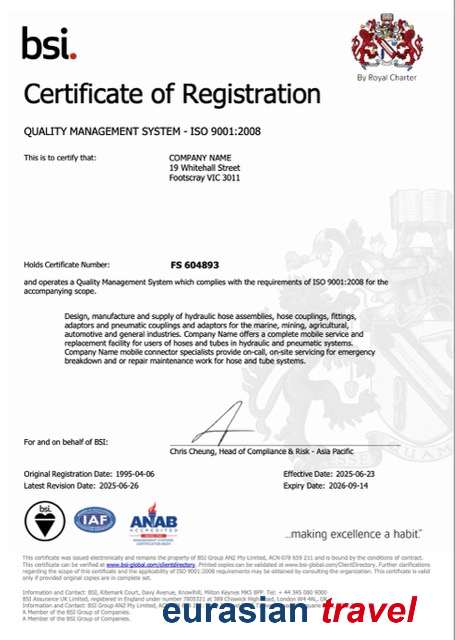 bsi.
By Royal Charter
Certificate of Registration
QUALITY MANAGEMENT SYSTEM - ISO 9001:2008
This is to certify that:
COMPANY NAME
19 Whitehall Street
Footscray VIC 3011
Holds Certificate Number:
FS 604893
and operates a Quality Management System which complies with the requirements of ISO 9001:2008 for the
accompanying scope.
Design, manufacture and supply of hydraulic hose assemblies, hose couplings, fittings,
adaptors and pneumatic couplings and adaptors for the marine, mining, agricultural,
automotive and general industries. Company Name offers a complete mobile service and
replacement facility for users of hoses and tubes in hydraulic and pneumatic systems.
Company Name mobile connector specialists provide on-call, on-site servicing for emergency
breakdown and or repair maintenance work for hose and tube systems.
For and on behalf of BSI:
Chris Cheung, Head of Compliance & Risk - Asia Pacific
Original Registration Date: 1995-04-06
Effective Date: 2025-06-23
Latest Revision Date: 2025-06-26
Expiry Date: 2026-09-14
bsi.
IAF
ANAB
ACCREDITED
...making excellence a habit.™
This certificate was issued electronically and remains the property of BSI Group ANZ Pty Limited, ACN 078 659 211 and is bound by the conditions of contract.
This certificate can be verified at www.bsi-global.com/clientdirectory. Printed copies can be validated at www.bsi-global.com/ClientDirectory. Further clarifications
regarding the scope of this certificate and the applicability of ISO 9001:2008 requirements may be obtained by consulting the organization. This certificate is valid
only if provided original copies are in complete set.
Information and Contact: BSI, Kitemark Court, Davy Avenue, Knowlhill, Milton Keynes MK5 8PP. Tel: + 44 345 080 9000
BSI Assurance UK Limited, registered in England under number 7805321 at 389 Chiswick High Road, London W4 4AL, UK.
Information and Contact: BSI Group ANZ Pty Limited, ACN
A Member of the BSI Group of Companies.
eurasian travel